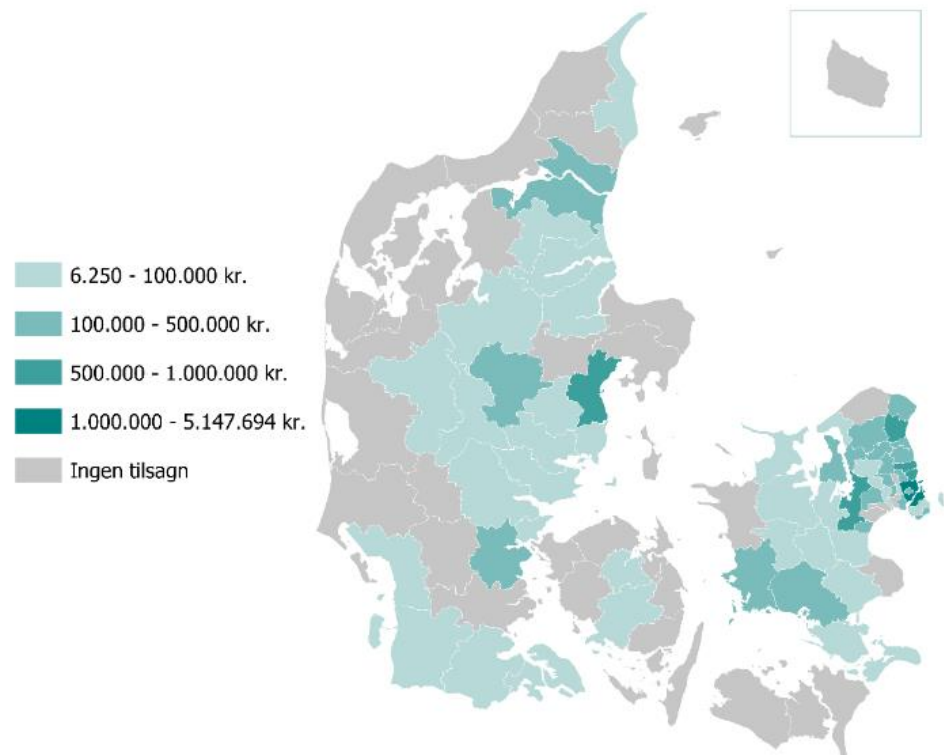 6.250 - 100.000 kr.
100.000 - 500.000 kr.
500.000 - 1.000.000 kr.
1.000.000 - 5.147.694 kr.
Ingen tilsagn